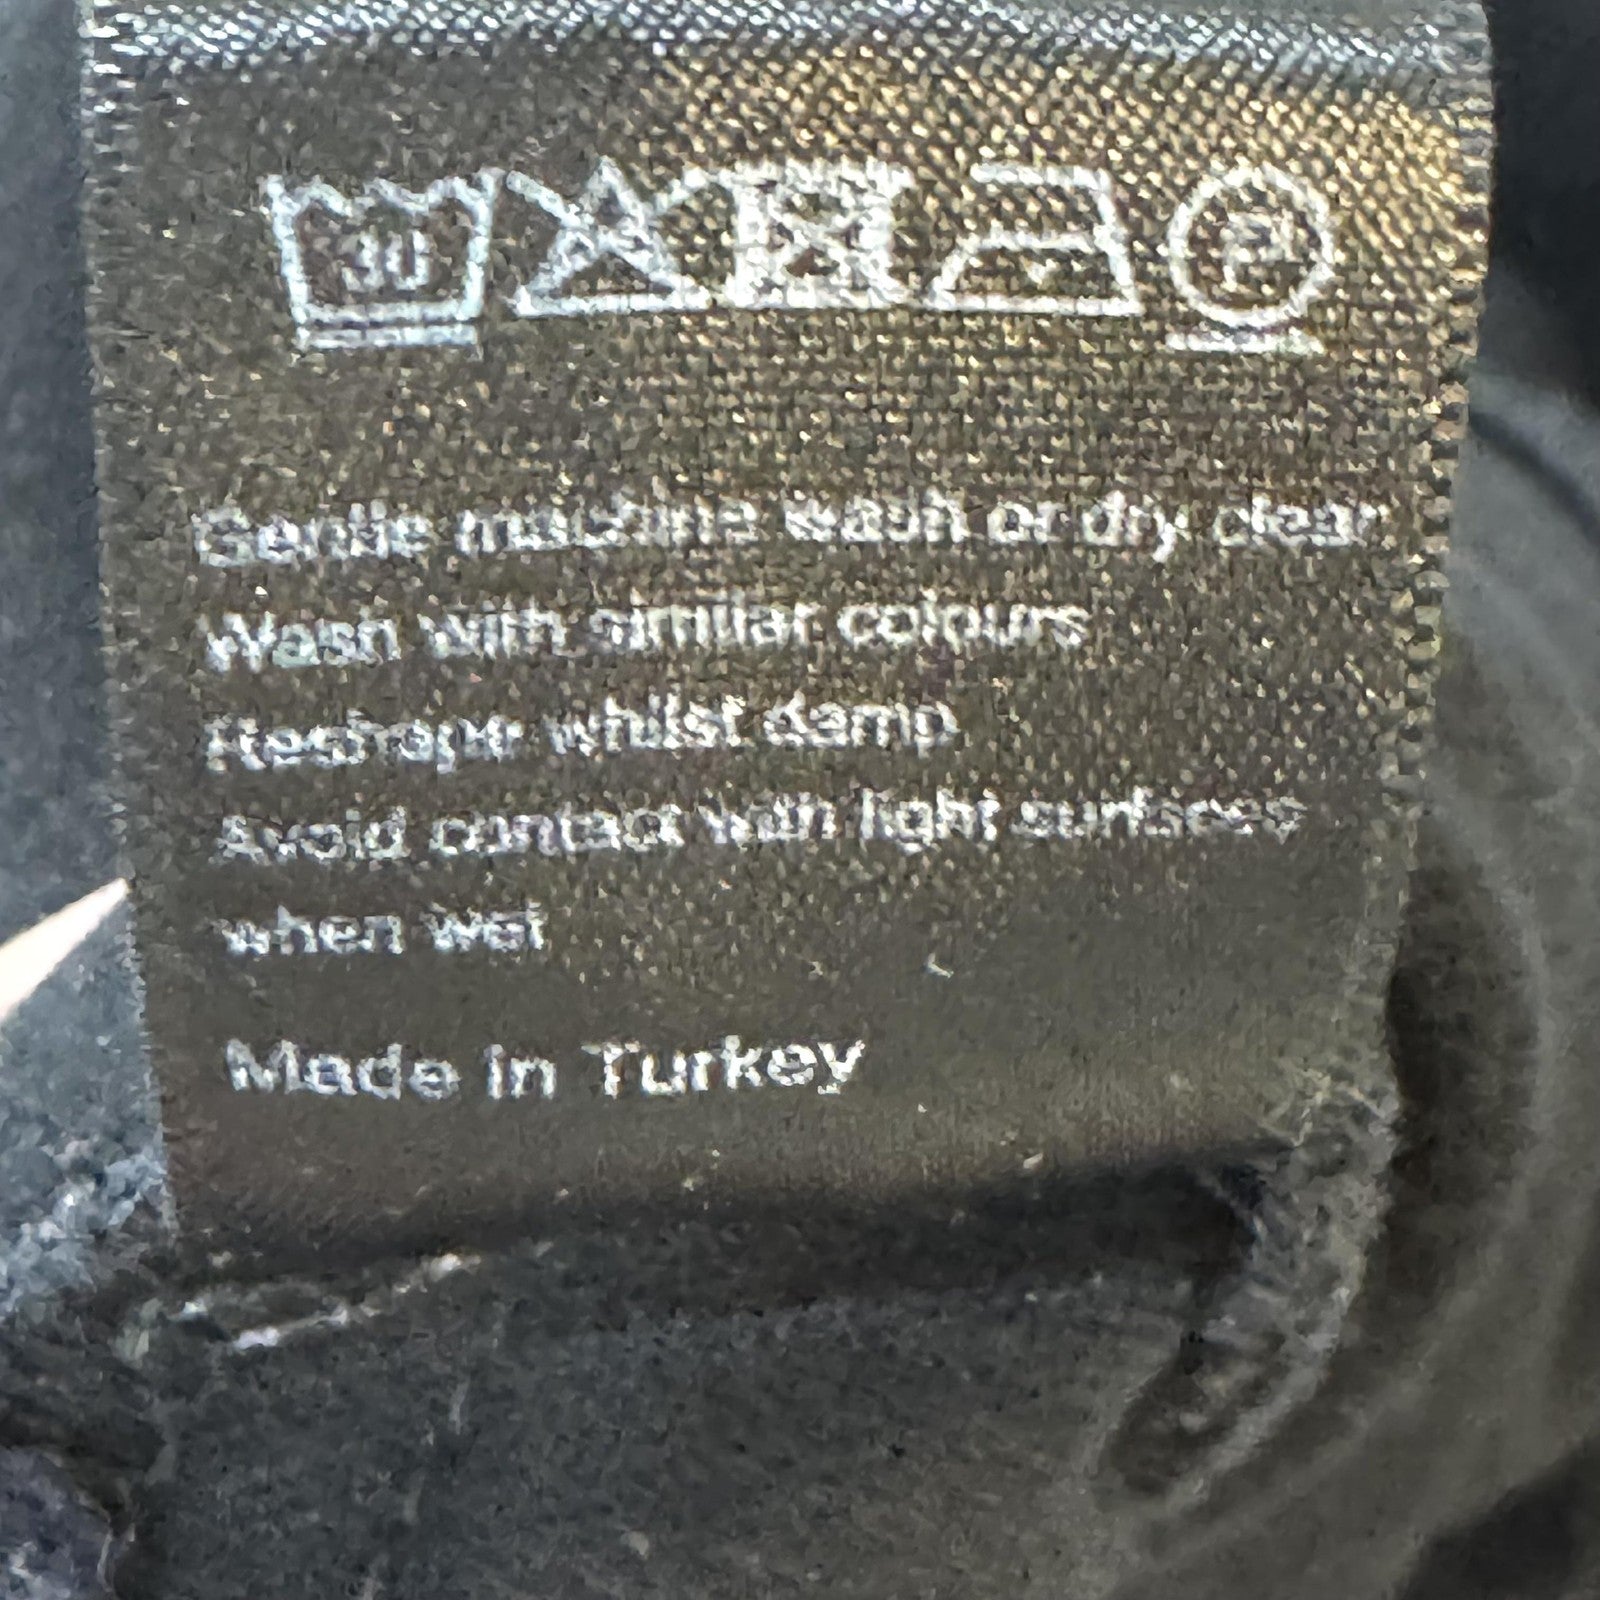 30
P
Gentle machine wash or dry clean
Wash with similar colours
Reshape whilst damp
Avoid contact with light surfaces
when wet
Made in Turkey